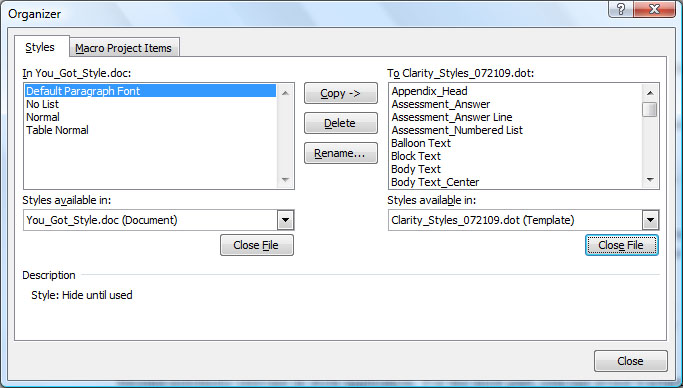 Organizer
Styles
Macro Project Items
In You_Got_Style.doc:
Default Paragraph Font
No List
Normal
Table Normal
Copy ->
Delete
Rename...
To Clarity_Styles_072109.dot:
Appendix_Head
Assessment_Answer
Assessment_Answer Line
Assessment_Numbered List
Balloon Text
Block Text
Body Text
Body Text_Center
Styles available in:
You_Got_Style.doc (Document)
Close File
Styles available in:
Clarity_Styles_072109.dot (Template)
Close File
Description
Style: Hide until used
Close